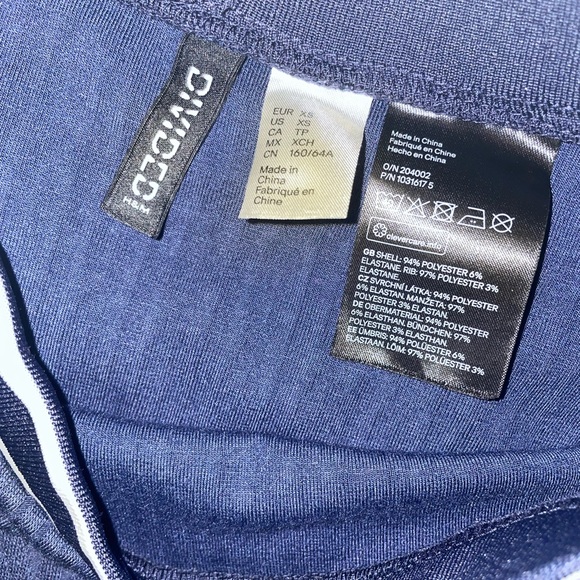 DIVIDED
H&M
EUR XS
US XS
CA TP
MX XCH
CN 160/64A
Made in
China
Fabriqué en
Chine
Made in China
Fabriqué en Chine
Hecho en China
O/N 204002
P/N 1031617 5
clevercare.info
GB SHELL: 94% POLYESTER 6%
ELASTANE. RIB: 97% POLYESTER 3%
ELASTANE.
CZ SVRCHNÍ LÁTKA: 94% POLYESTER
6% ELASTAN. MANŽETA: 97%
POLYESTER 3% ELASTAN.
DE OBERMATERIAL: 94% POLYESTER
6% ELASTHAN. BÜNDCHEN: 97%
POLYESTER 3% ELASTHAN.
EE ÜMBRIS: 94% POLÜESTER 6%
ELASTAAN. LÕIM: 97% POLÜESTER 3%
ELASTAAN.